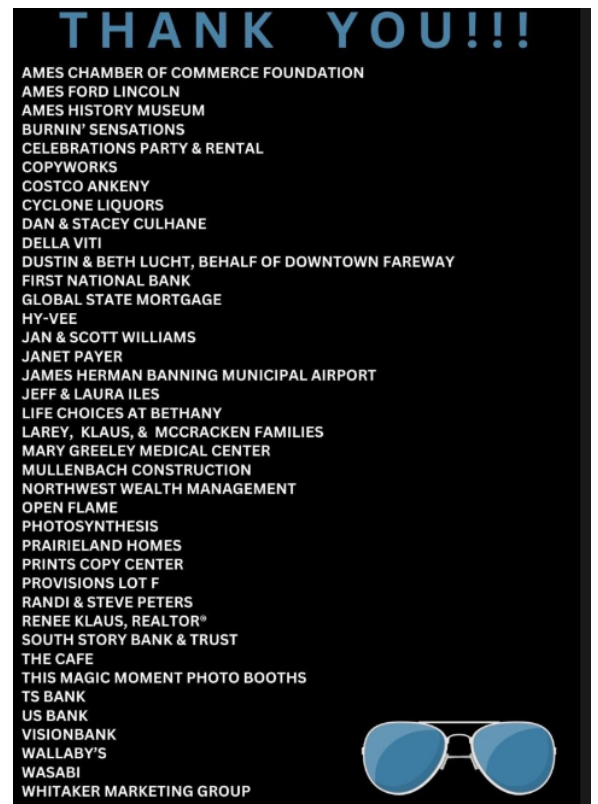 THANK YOU!!!
AMES CHAMBER OF COMMERCE FOUNDATION
AMES FORD LINCOLN
AMES HISTORY MUSEUM
BURNIN’ SENSATIONS
CELEBRATIONS PARTY & RENTAL
COPYWORKS
COSTCO ANKENY
CYCLONE LIQUORS
DAN & STACEY CULHANE
DELLA VITI
DUSTIN & BETH LUCHT, BEHALF OF DOWNTOWN FAREWAY
FIRST NATIONAL BANK
GLOBAL STATE MORTGAGE
HY-VEE
JAN & SCOTT WILLIAMS
JANET PAYER
JAMES HERMAN BANNING MUNICIPAL AIRPORT
JEFF & LAURA ILES
LIFE CHOICES AT BETHANY
LAREY, KLAUS, & MCCRACKEN FAMILIES
MARY GREELEY MEDICAL CENTER
MULLENBACH CONSTRUCTION
NORTHWEST WEALTH MANAGEMENT
OPEN FLAME
PHOTOSYNTHESIS
PRAIRIELAND HOMES
PRINTS COPY CENTER
PROVISIONS LOT F
RANDI & STEVE PETERS
RENEE KLAUS, REALTOR®
SOUTH STORY BANK & TRUST
THE CAFE
THIS MAGIC MOMENT PHOTO BOOTHS
TS BANK
US BANK
VISIONBANK
WALLABY’S
WASABI
WHITAKER MARKETING GROUP